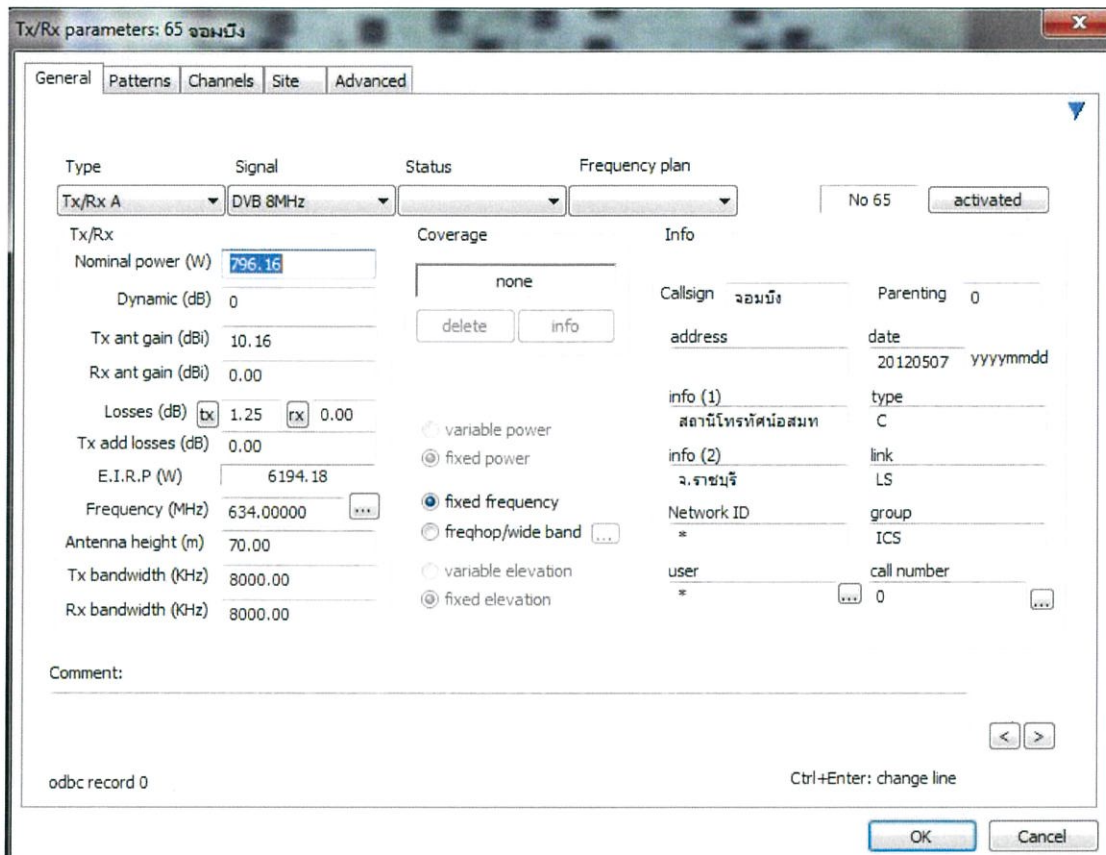 Tx/Rx parameters: 65 จอมบึง
x
General Patterns Channels Site Advanced
Type Signal Status Frequency plan
Tx/Rx A DVB 8MHz No 65 activated
Tx/Rx Coverage Info
Nominal power (W) 796.16
none
Dynamic (dB) 0
Callsign จอมบึง Parenting 0
delete info
Tx ant gain (dBi) 10.16
address date
20120507 yyyymmdd
Rx ant gain (dBi) 0.00
info (1) type
Losses (dB) tx 1.25 rx 0.00
สถานีโทรทัศน์อสมท C
variable power
Tx add losses (dB) 0.00
fixed power
info (2) link
E.I.R.P (W) 6194.18
จ.ราชบุรี LS
fixed frequency
Frequency (MHz) 634.00000 ...
Network ID group
freqhop/wide band ...
* ICS
Antenna height (m) 70.00
variable elevation
user call number
Tx bandwidth (KHz) 8000.00
fixed elevation
* ... 0 ...
Rx bandwidth (KHz) 8000.00
Comment:
< >
odbc record 0 Ctrl+Enter: change line
OK Cancel